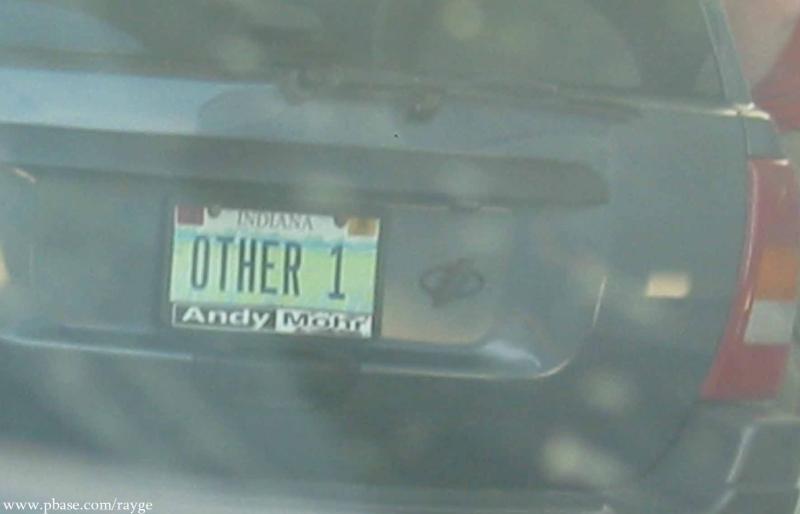 INDIANA
OTHER 1
Andy Mohr
www.pbase.com/rayge